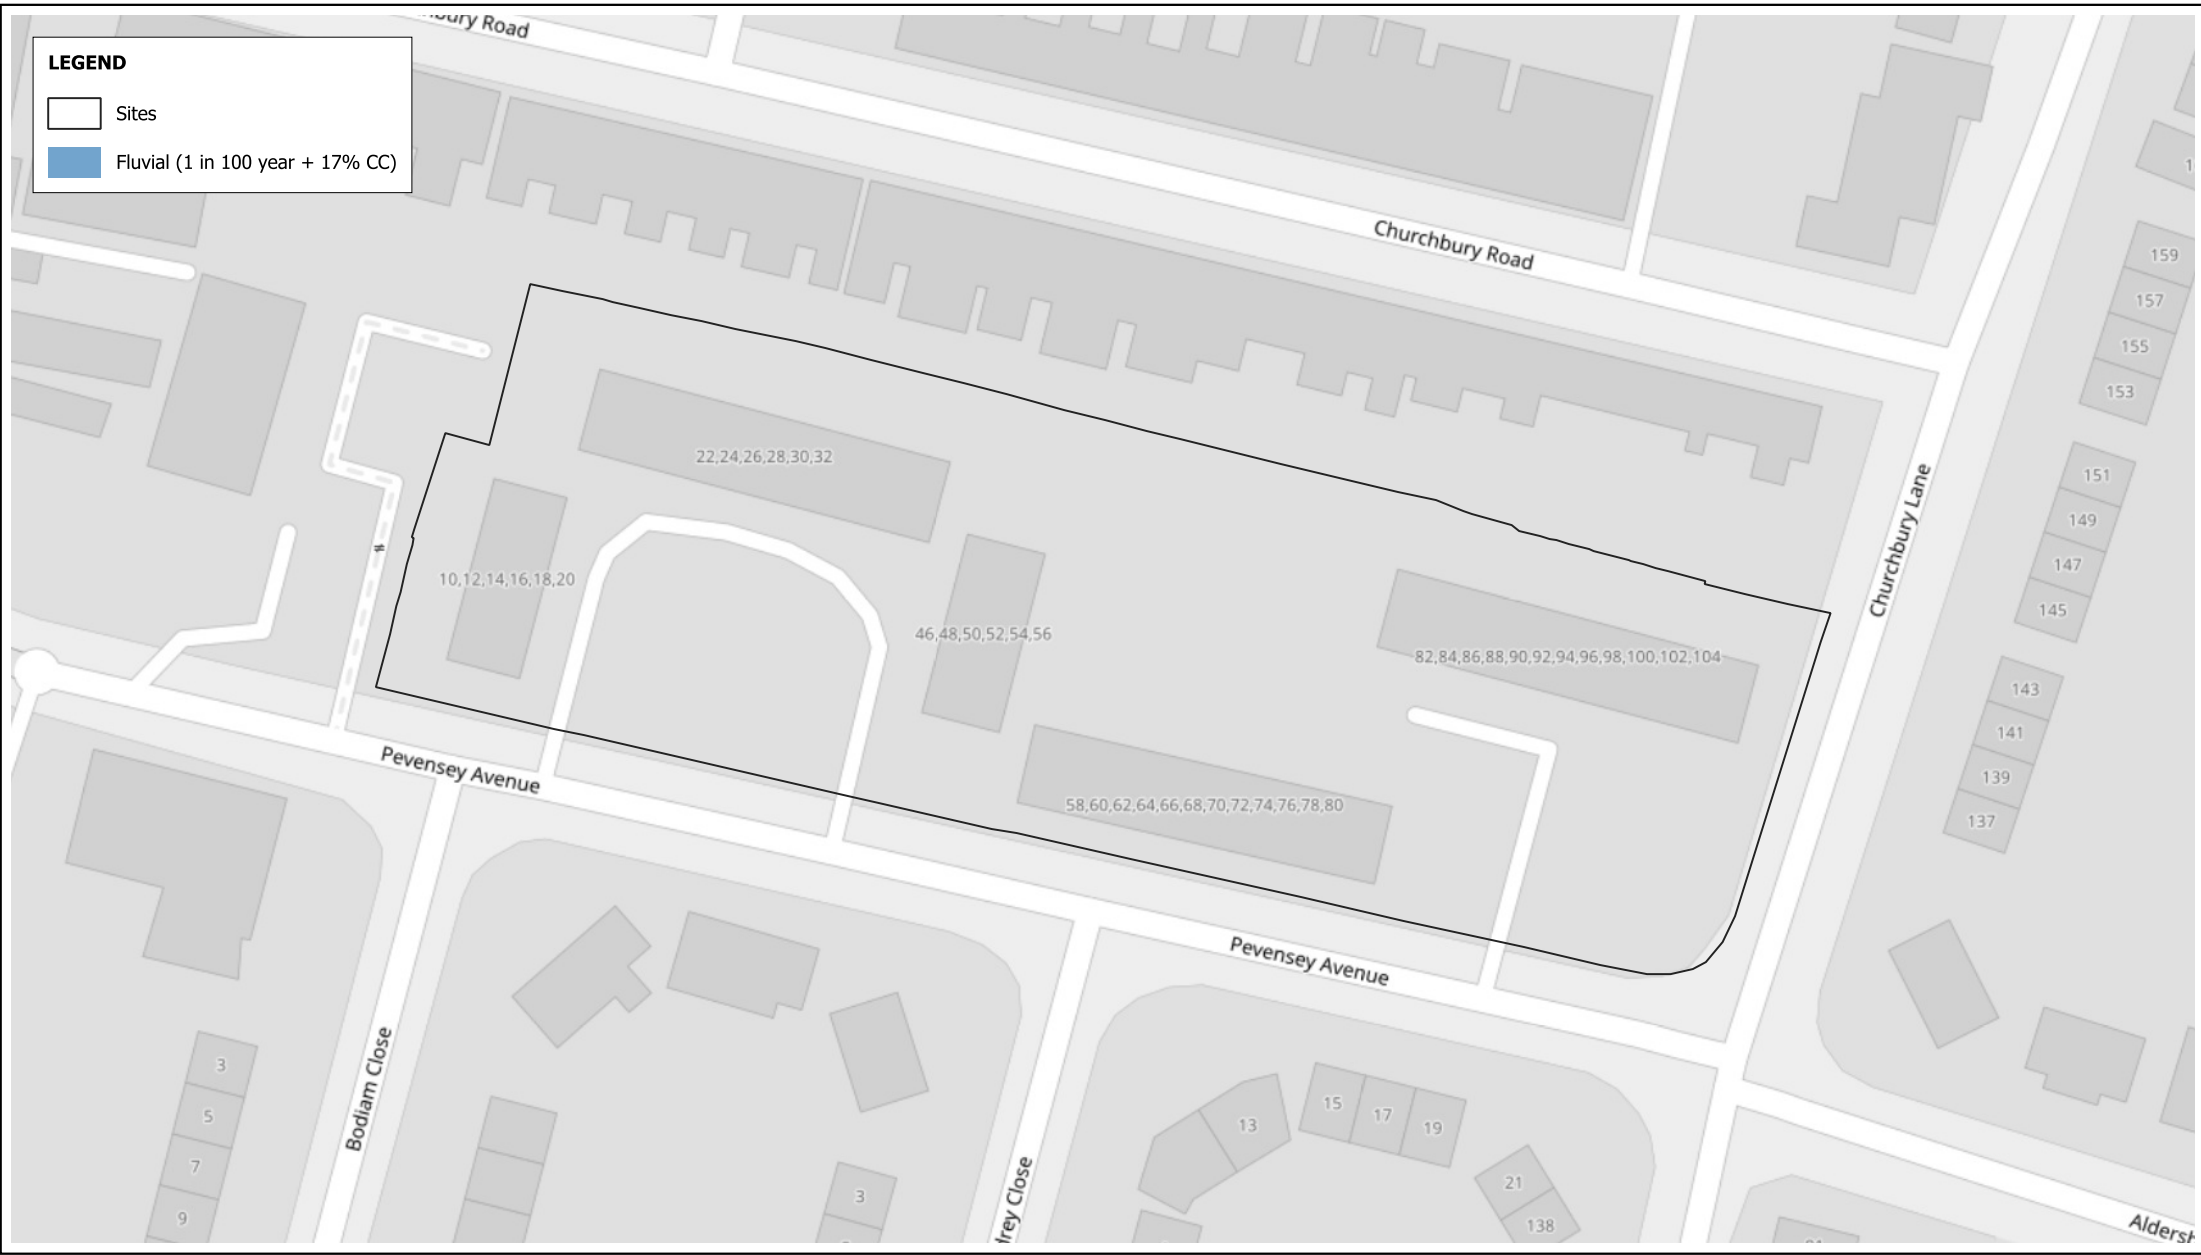 LEGEND
Sites
Fluvial (1 in 100 year + 17% CC)
Road
Churchbury Road
Churchbury Lane
159
157
155
153
151
149
147
145
143
141
139
137
22,24,26,28,30,32
10,12,14,16,18,20
46,48,50,52,54,56
82,84,86,88,90,92,94,96,98,100,102,104
58,60,62,64,66,68,70,72,74,76,78,80
Pevensey Avenue
Pevensey Avenue
Bodiam Close
Close
3
5
7
9
3
13
15
17
19
21
138